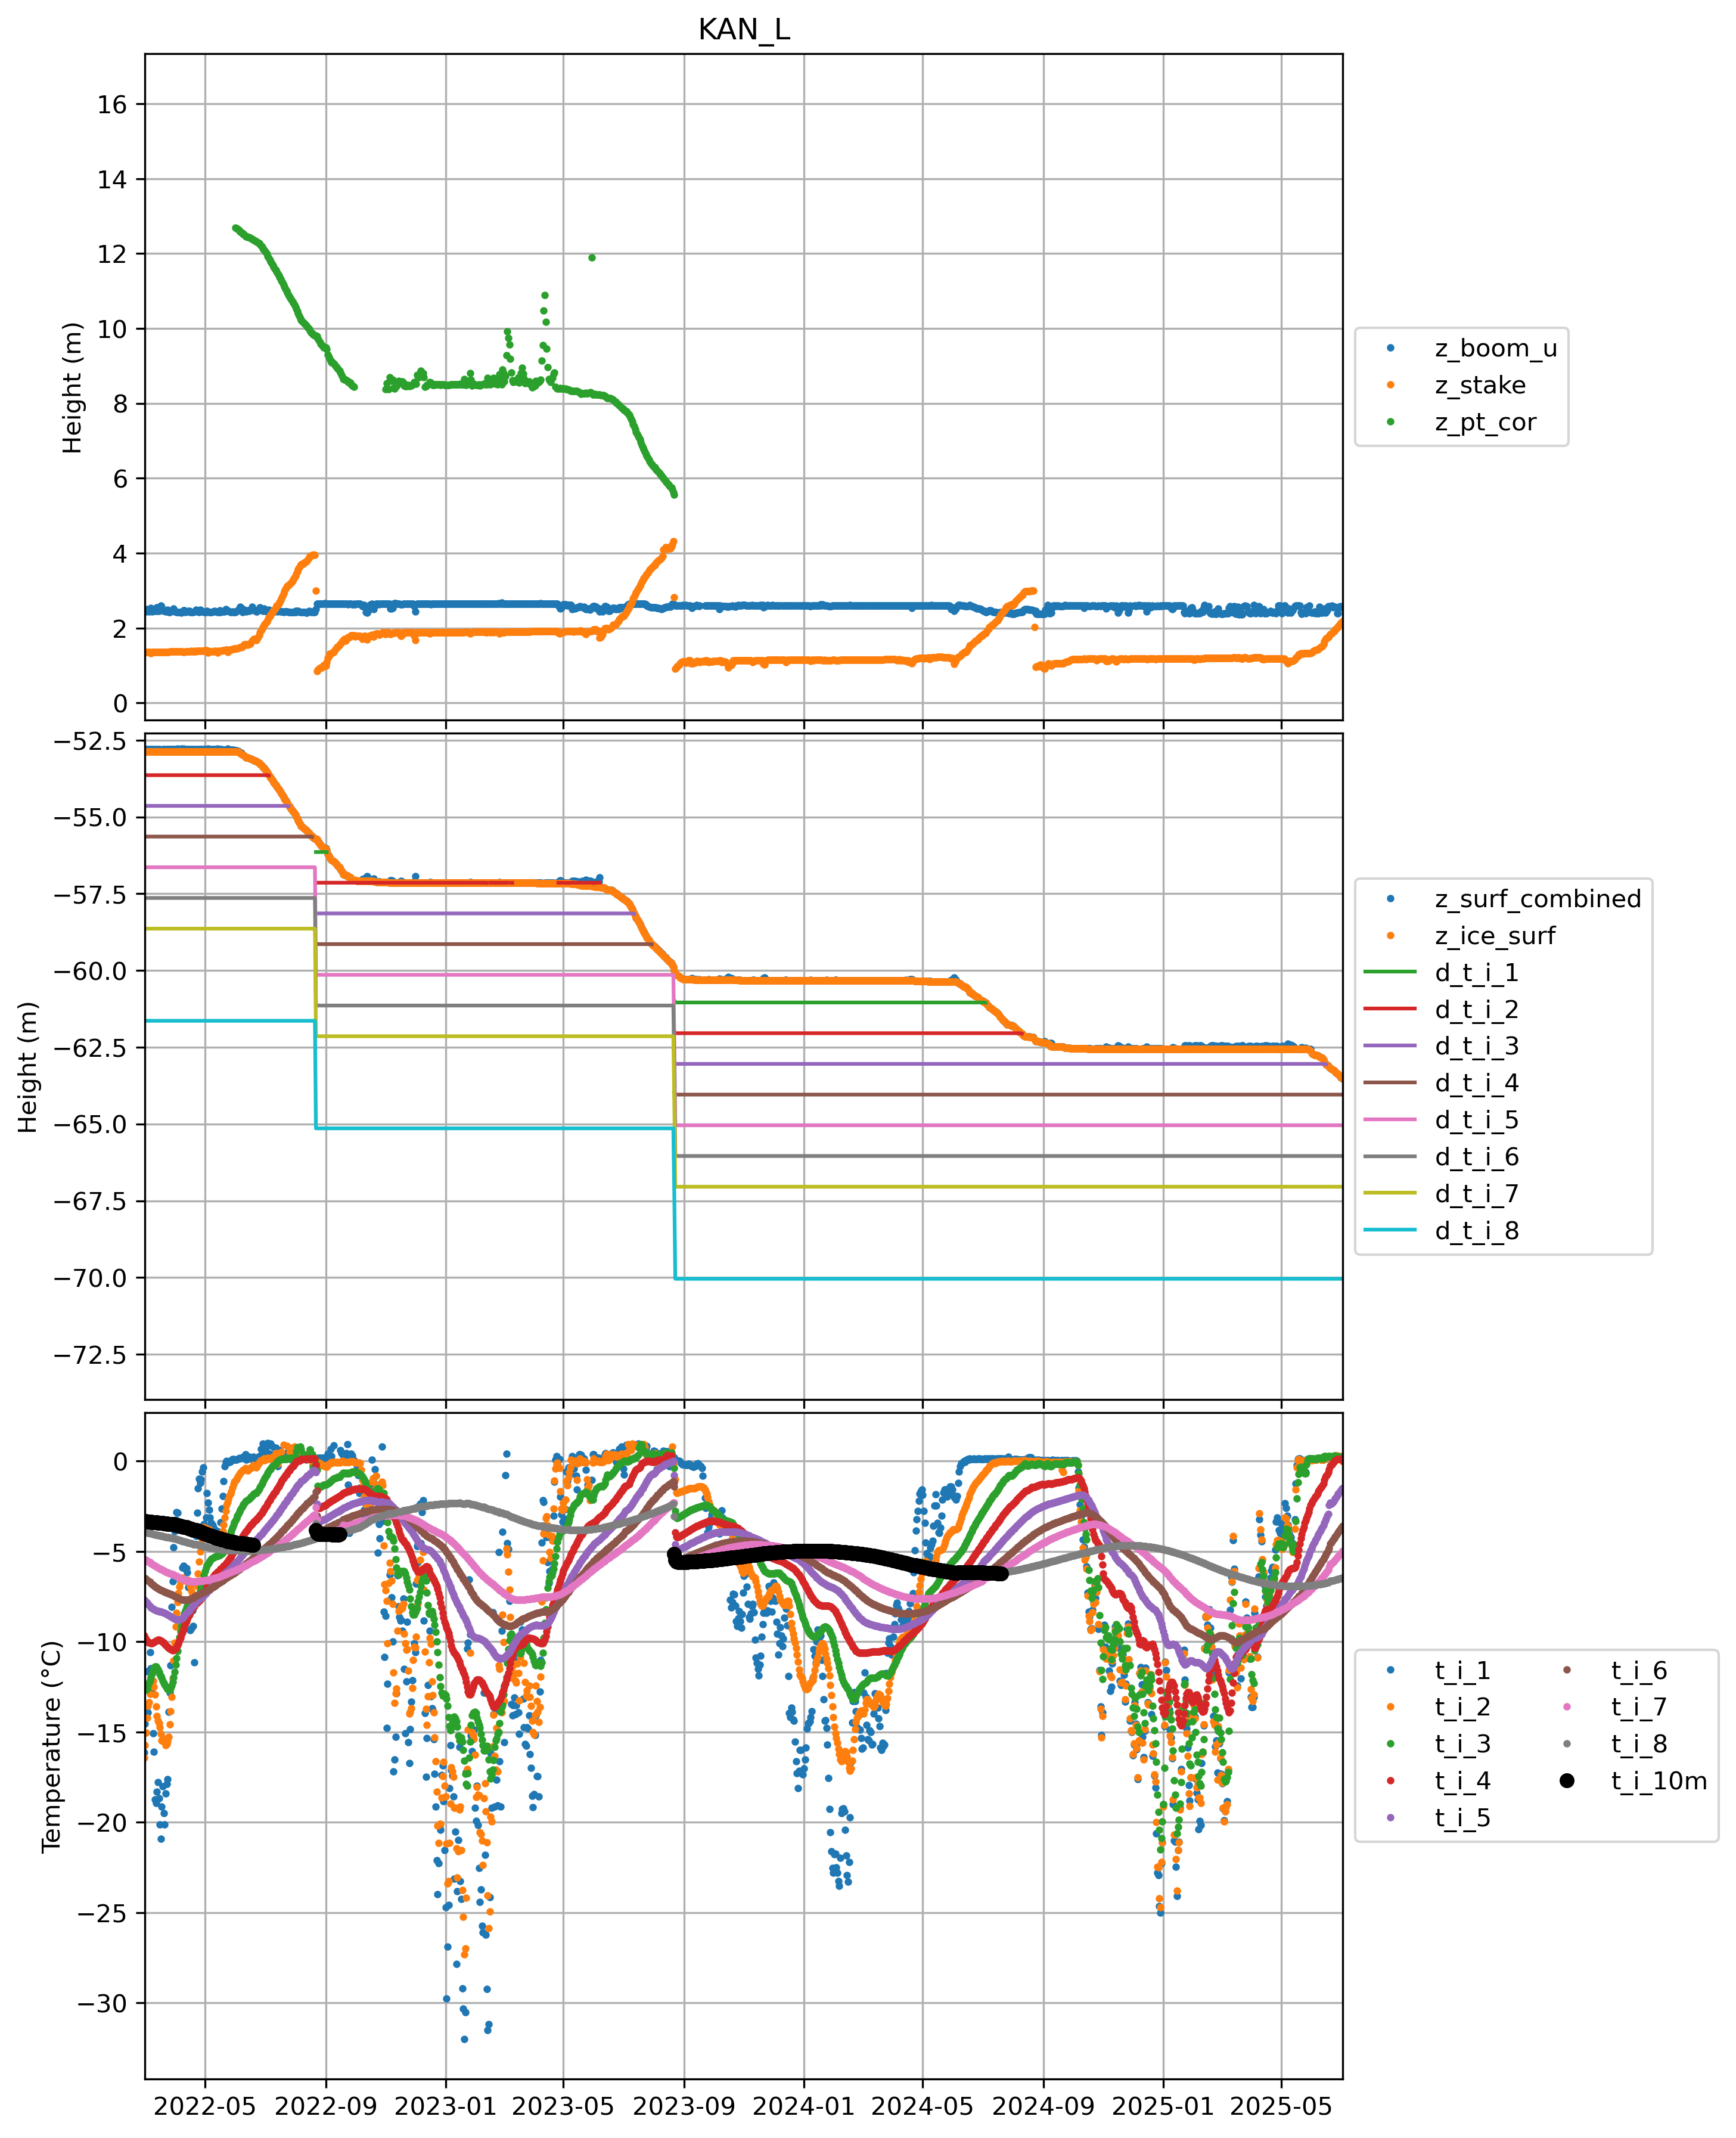 KAN_L
Height (m)
16
14
12
10
8
6
4
2
0
z_boom_u
z_stake
z_pt_cor
Height (m)
−52.5
−55.0
−57.5
−60.0
−62.5
−65.0
−67.5
−70.0
−72.5
z_surf_combined
z_ice_surf
d_t_i_1
d_t_i_2
d_t_i_3
d_t_i_4
d_t_i_5
d_t_i_6
d_t_i_7
d_t_i_8
Temperature (°C)
0
−5
−10
−15
−20
−25
−30
t_i_1
t_i_2
t_i_3
t_i_4
t_i_5
t_i_6
t_i_7
t_i_8
t_i_10m
2022-05 2022-09 2023-01 2023-05 2023-09 2024-01 2024-05 2024-09 2025-01 2025-05